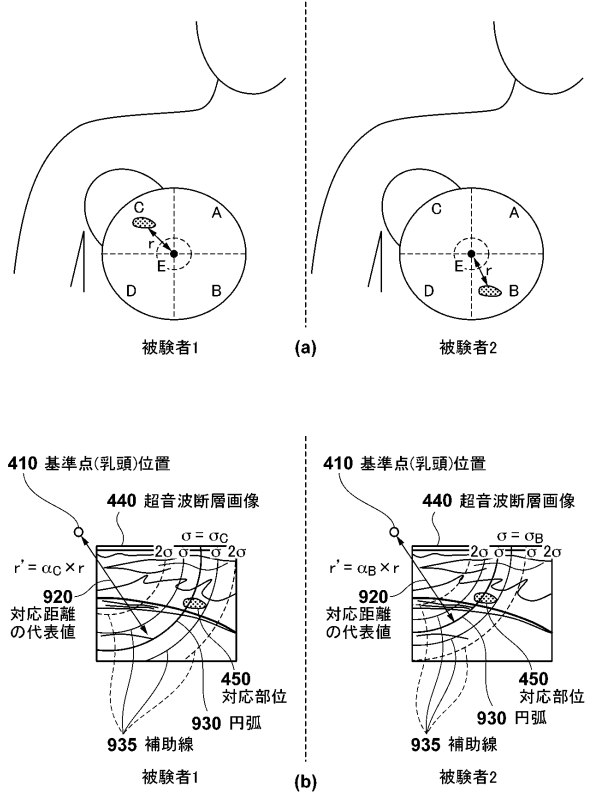 C
A
r
E
D
B
C
A
E
r
D
B
被験者1
(a)
被験者2
410 基準点(乳頭)位置
440 超音波断層画像
σ = σC
2σ σ σ 2σ
r' = αC × r
920
対応距離
の代表値
450
対応部位
930 円弧
935 補助線
被験者1
(b)
410 基準点(乳頭)位置
440 超音波断層画像
σ = σB
2σ σ σ 2σ
r' = αB × r
920
対応距離
の代表値
450
対応部位
930 円弧
935 補助線
被験者2